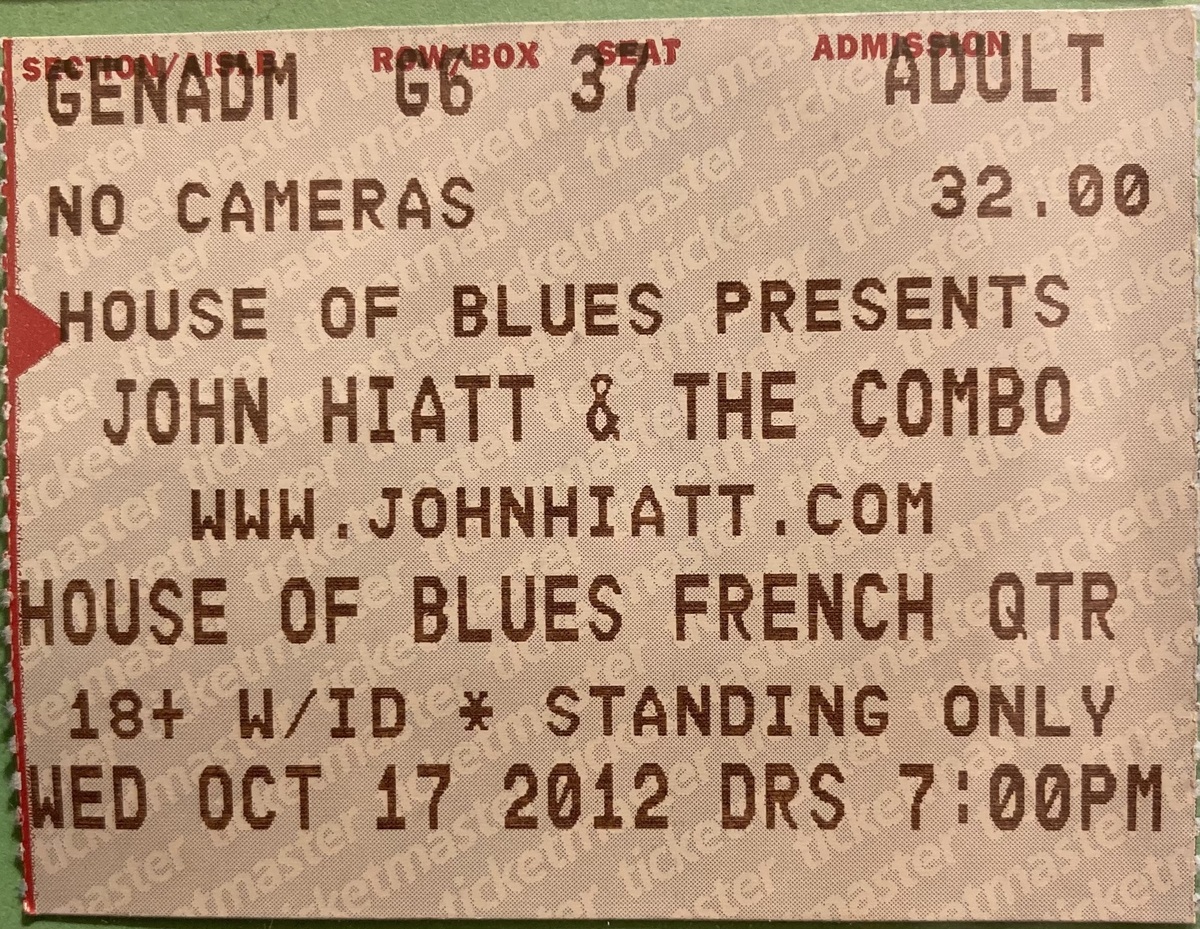 SECTION/AISLE ROW/BOX SEAT ADMISSION
GENADM G6 37 ADULT
NO CAMERAS 32.00
HOUSE OF BLUES PRESENTS
JOHN HIATT & THE COMBO
WWW.JOHNHIATT.COM
HOUSE OF BLUES FRENCH QTR
18+ W/ID * STANDING ONLY
WED OCT 17 2012 DRS 7:00PM